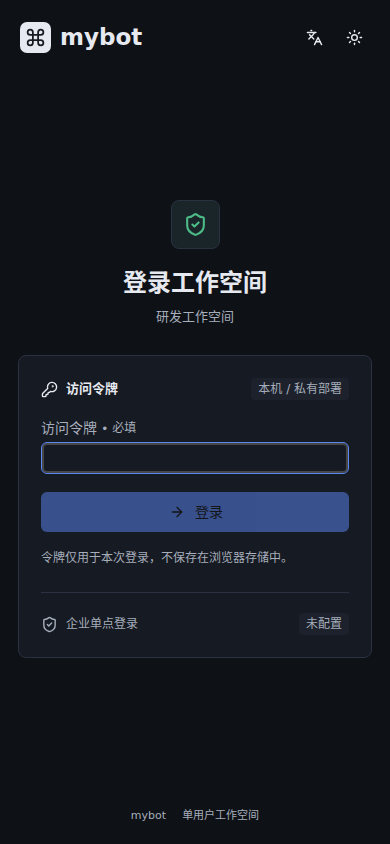 mybot
登录工作空间
研发工作空间
访问令牌 本机 / 私有部署
访问令牌 • 必填
登录
令牌仅用于本次登录，不保存在浏览器存储中。
企业单点登录 未配置
mybot 单用户工作空间